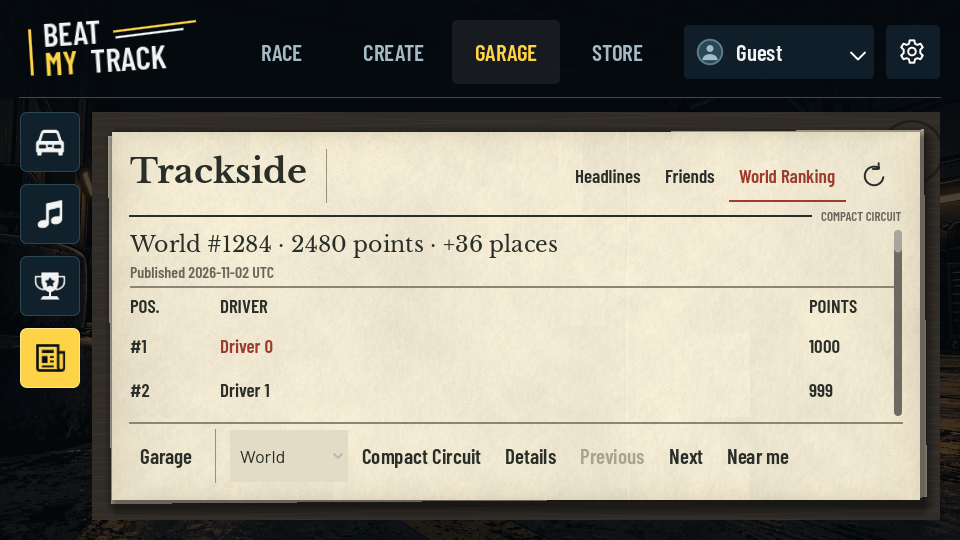 BEAT
MY TRACK
RACE CREATE GARAGE STORE Guest
Trackside Headlines Friends World Ranking
COMPACT CIRCUIT
World #1284 · 2480 points · +36 places
Published 2026-11-02 UTC
POS. DRIVER POINTS
#1 Driver 0 1000
#2 Driver 1 999
Garage World Compact Circuit Details Previous Next Near me